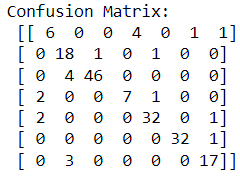 Confusion Matrix:
[[ 6 0 0 4 0 1 1]
[ 0 18 1 0 1 0 0]
[ 0 4 46 0 0 0 0]
[ 2 0 0 7 1 0 0]
[ 2 0 0 0 32 0 1]
[ 0 0 0 0 0 32 1]
[ 0 3 0 0 0 0 17]]